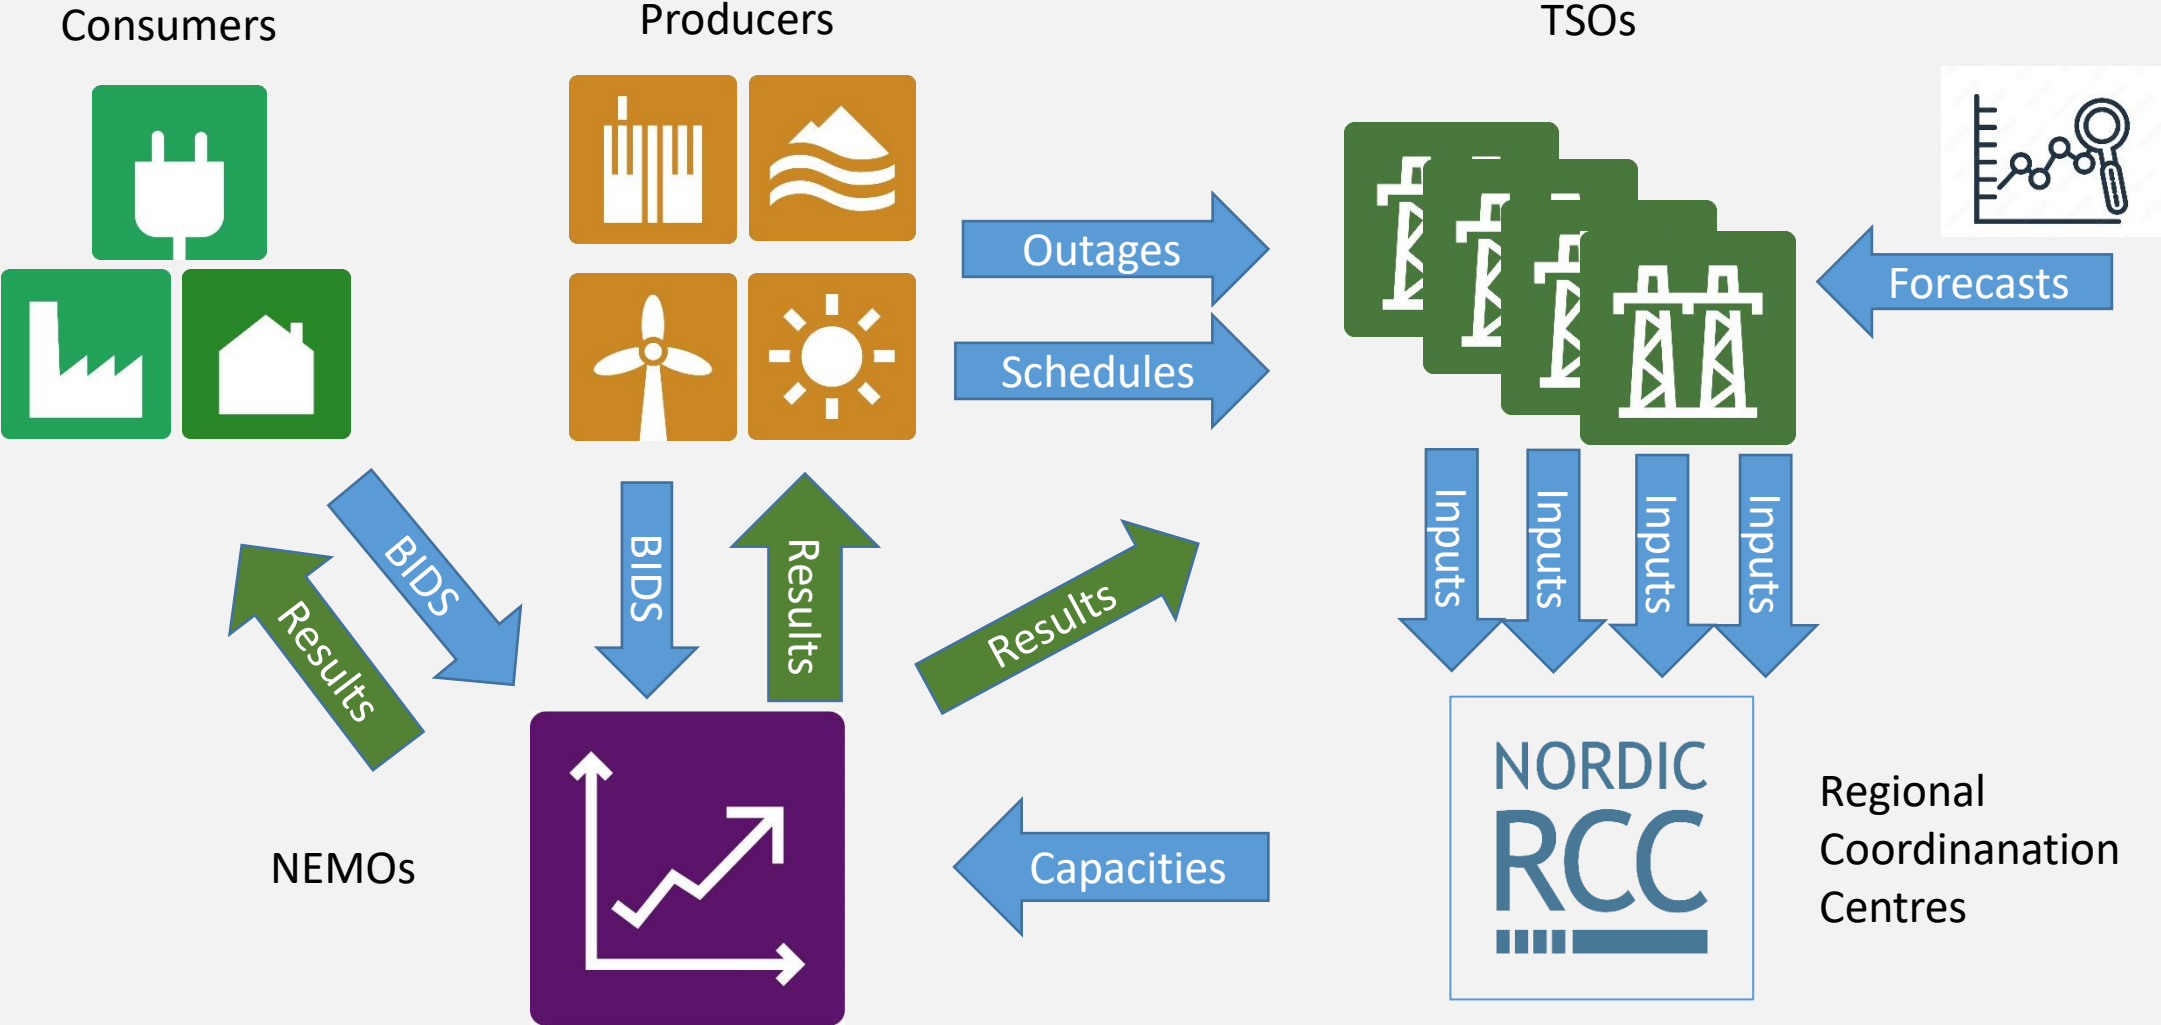 Consumers
Producers
TSOs
Outages
Forecasts
Schedules
BIDS
Results
BIDS
Results
Results
Inputs
Inputs
Inputs
Inputs
NEMOs
Capacities
NORDIC
RCC
Regional
Coordinanation
Centres